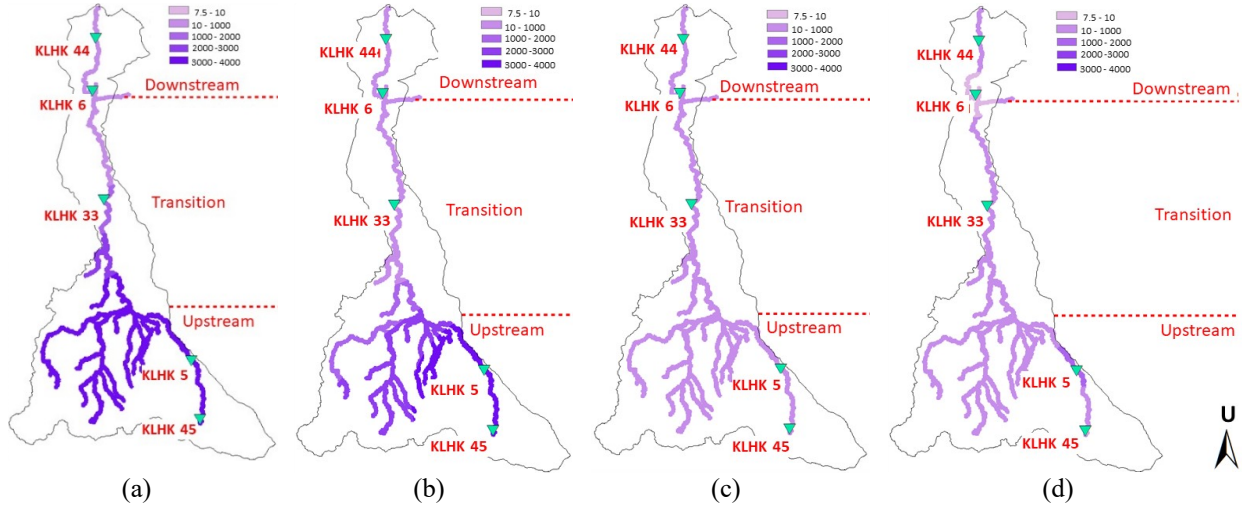 7.5 - 10
10 - 1000
1000 - 2000
2000 - 3000
3000 - 4000
KLHK 44
Downstream
KLHK 6
Transition
KLHK 33
Upstream
KLHK 5
KLHK 45
(a)
7.5 - 10
10 - 1000
1000 - 2000
2000 -3000
3000 - 4000
KLHK 44
Downstream
KLHK 6
Transition
KLHK 33
Upstream
KLHK 5
KLHK 45
(b)
7.5 - 10
10 - 1000
1000 - 2000
2000 -3000
3000 - 4000
KLHK 44
Downstream
KLHK 6
Transition
KLHK 33
Upstream
KLHK 5
KLHK 45
(c)
7.5 - 10
10 - 1000
1000 - 2000
2000 -3000
3000 - 4000
KLHK 44
Downstream
KLHK 6
Transition
KLHK 33
Upstream
KLHK 5
KLHK 45
(d)
U